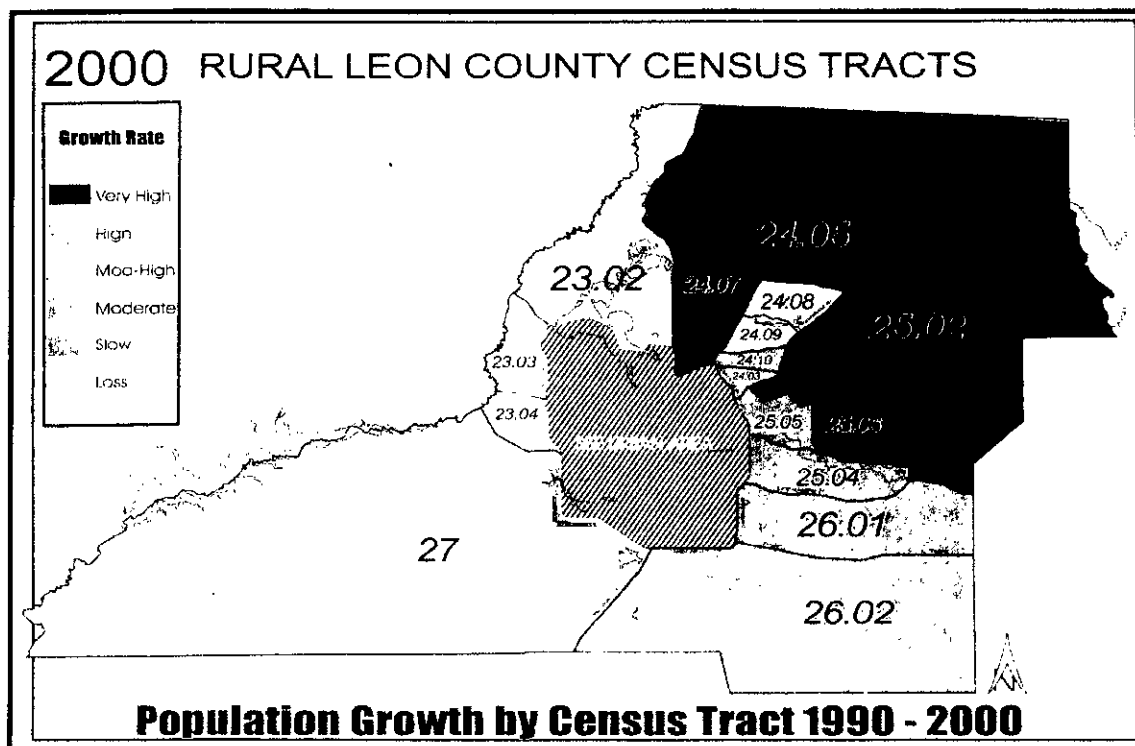 2000 RURAL LEON COUNTY CENSUS TRACTS
Growth Rate
Very High
High
Mod-High
Moderate
Slow
Loss
24.06
23.02
24.07
24.08
25.02
24.09
24.10
24.03
23.03
23.04
25.05
25.04
26.01
27
26.02
Population Growth by Census Tract 1990 - 2000